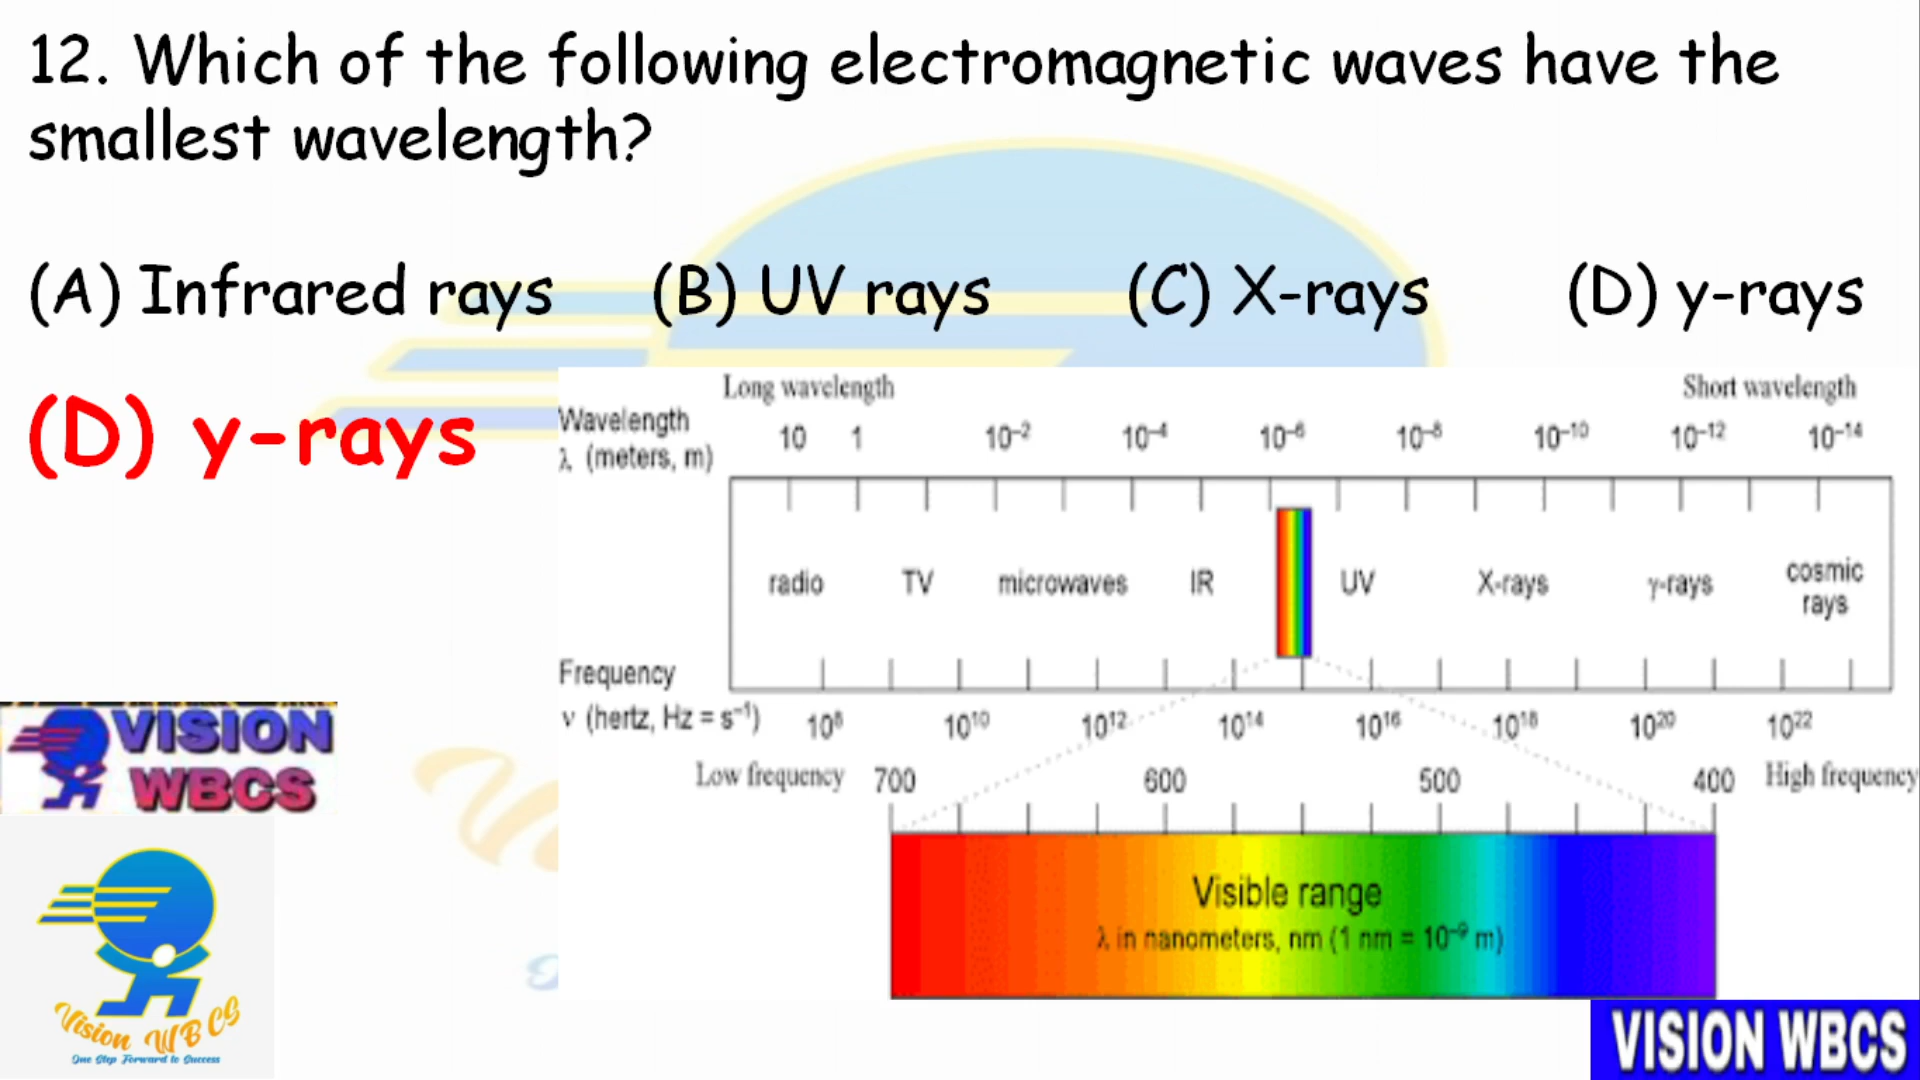 12. Which of the following electromagnetic waves have the
smallest wavelength?
(A) Infrared rays (B) UV rays (C) X-rays (D) y-rays
(D) y-rays
Long wavelength Short wavelength
Wavelength
λ (meters, m)
10 1 10⁻² 10⁻⁴ 10⁻⁶ 10⁻⁸ 10⁻¹⁰ 10⁻¹² 10⁻¹⁴
radio TV microwaves IR UV X-rays γ-rays cosmic
rays
Frequency
ν (hertz, Hz = s⁻¹) 10⁸ 10¹⁰ 10¹² 10¹⁴ 10¹⁶ 10¹⁸ 10²⁰ 10²²
Low frequency 700 600 500 400 High frequency
Visible range
λ in nanometers, nm (1 nm = 10⁻⁹ m)
VISION
WBCS
Vision WBCS
One Step Forward to Success
VISION WBCS